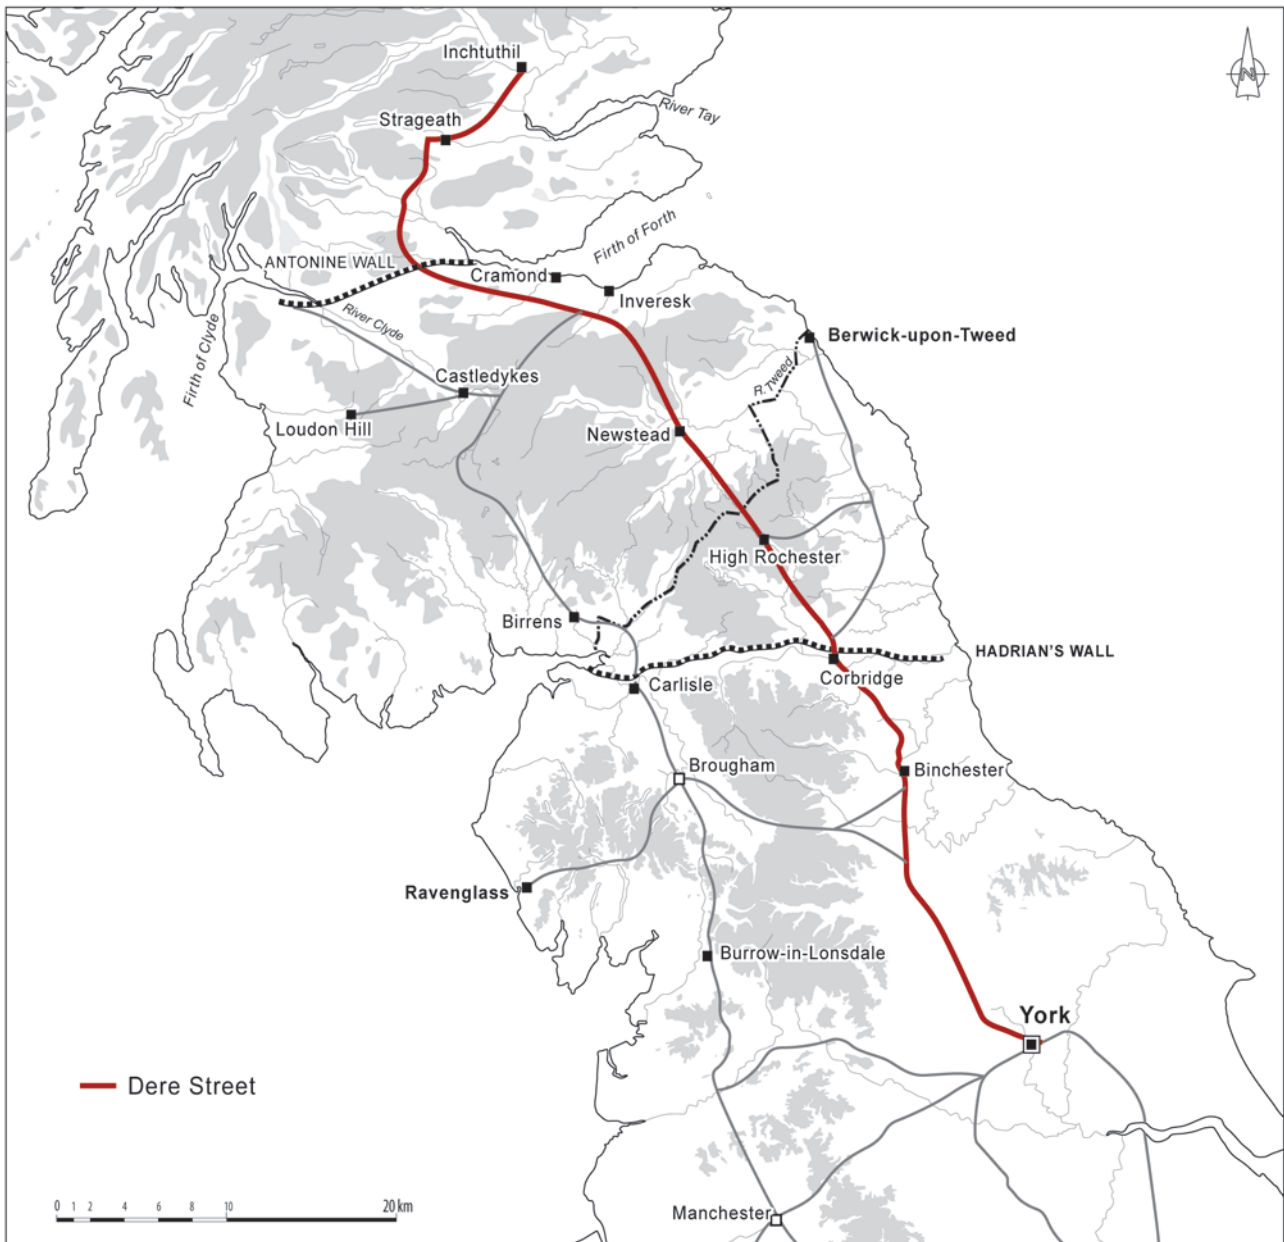 N
Inchtuthil
River Tay
Strageath
Firth of Forth
ANTONINE WALL
Cramond
Inveresk
River Clyde
Firth of Clyde
Berwick-upon-Tweed
R.Tweed
Castledykes
Loudon Hill
Newstead
High Rochester
Birrens
HADRIAN'S WALL
Corbridge
Carlisle
Brougham
Binchester
Ravenglass
Burrow-in-Lonsdale
York
Dere Street
0 1 2 4 6 8 10 20 km
Manchester